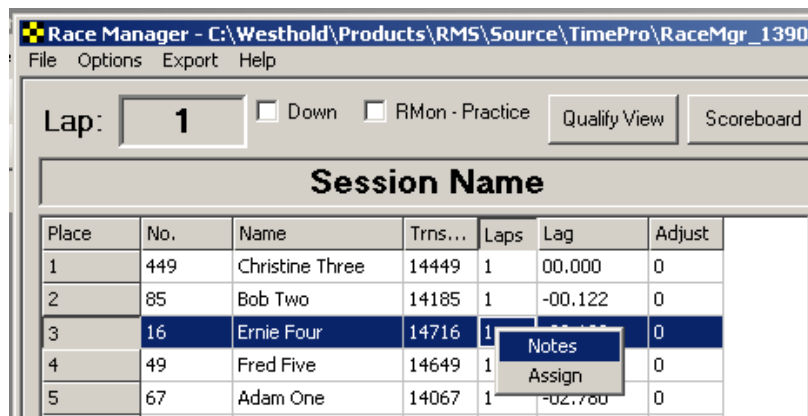 Race Manager - C:\Westhold\Products\RMS\Source\TimePro\RaceMgr_1390
File Options Export Help
Lap: 1 Down RMon - Practice Qualify View Scoreboard
Session Name
Place No. Name Trns... Laps Lag Adjust
1 449 Christine Three 14449 1 00.000 0
2 85 Bob Two 14185 1 -00.122 0
3 16 Ernie Four 14716 1 0
Notes
4 49 Fred Five 14649 1 0
Assign
5 67 Adam One 14067 1 -02.780 0